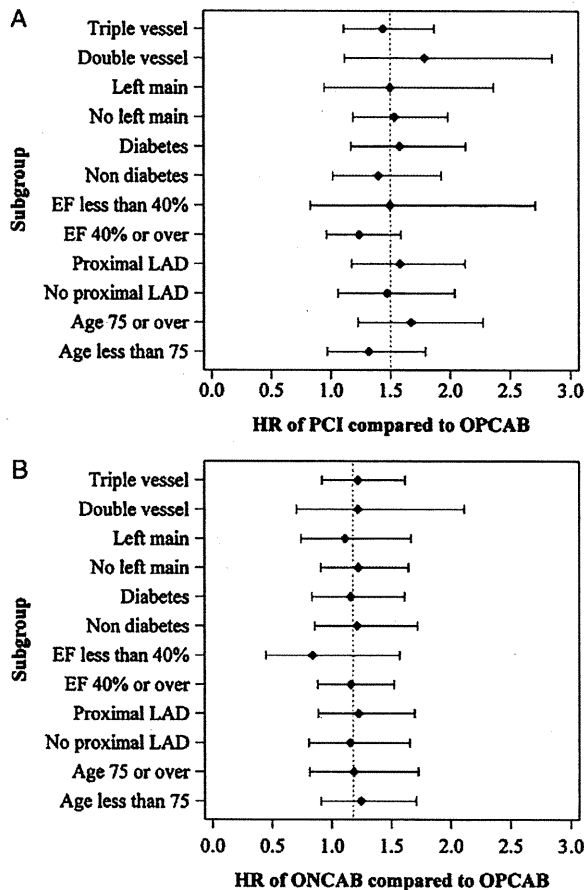 A
Subgroup
Triple vessel
Double vessel
Left main
No left main
Diabetes
Non diabetes
EF less than 40%
EF 40% or over
Proximal LAD
No proximal LAD
Age 75 or over
Age less than 75
0.0 0.5 1.0 1.5 2.0 2.5 3.0
HR of PCI compared to OPCAB
B
Subgroup
Triple vessel
Double vessel
Left main
No left main
Diabetes
Non diabetes
EF less than 40%
EF 40% or over
Proximal LAD
No proximal LAD
Age 75 or over
Age less than 75
0.0 0.5 1.0 1.5 2.0 2.5 3.0
HR of ONCAB compared to OPCAB